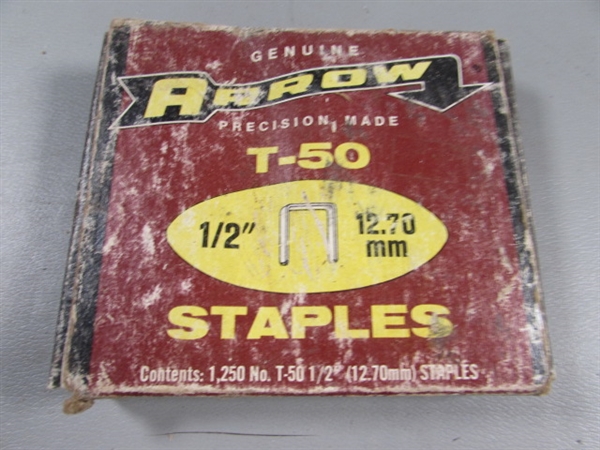 GENUINE
ARROW
PRECISION MADE
T-50
1/2" 12.70
mm
STAPLES
Contents: 1,250 No. T-50 1/2" (12.70mm) STAPLES